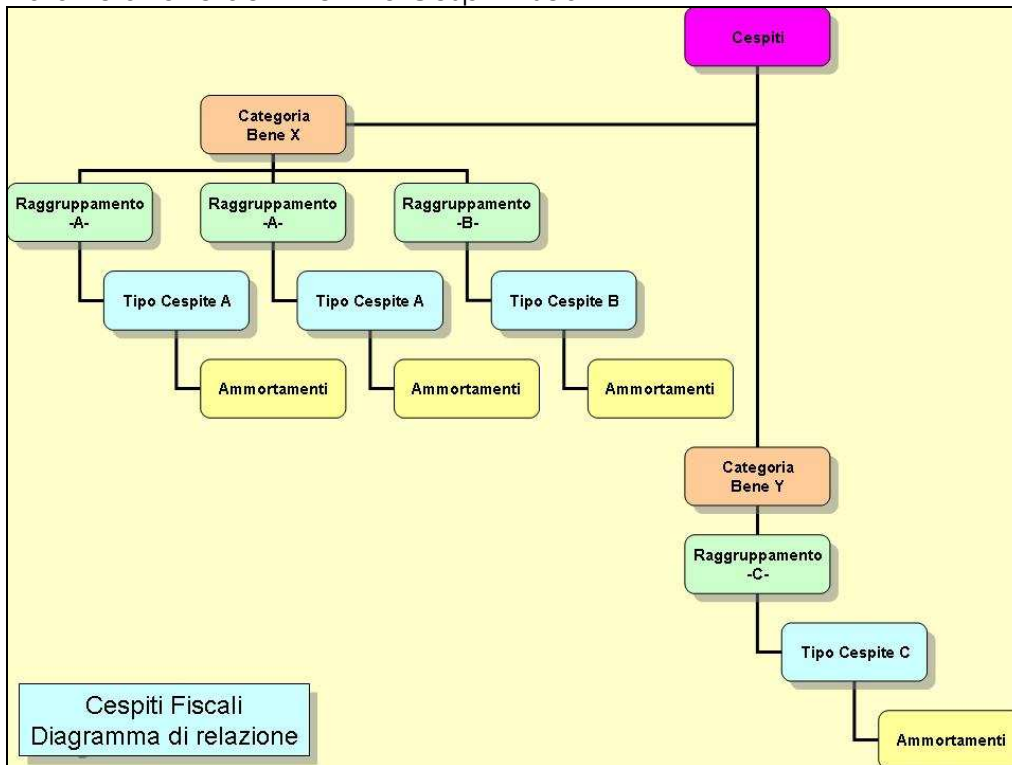 Cespiti
Categoria
Bene X
Raggruppamento
-A-
Raggruppamento
-A-
Raggruppamento
-B-
Tipo Cespite A
Tipo Cespite A
Tipo Cespite B
Ammortamenti
Ammortamenti
Ammortamenti
Categoria
Bene Y
Raggruppamento
-C-
Tipo Cespite C
Ammortamenti
Cespiti Fiscali
Diagramma di relazione